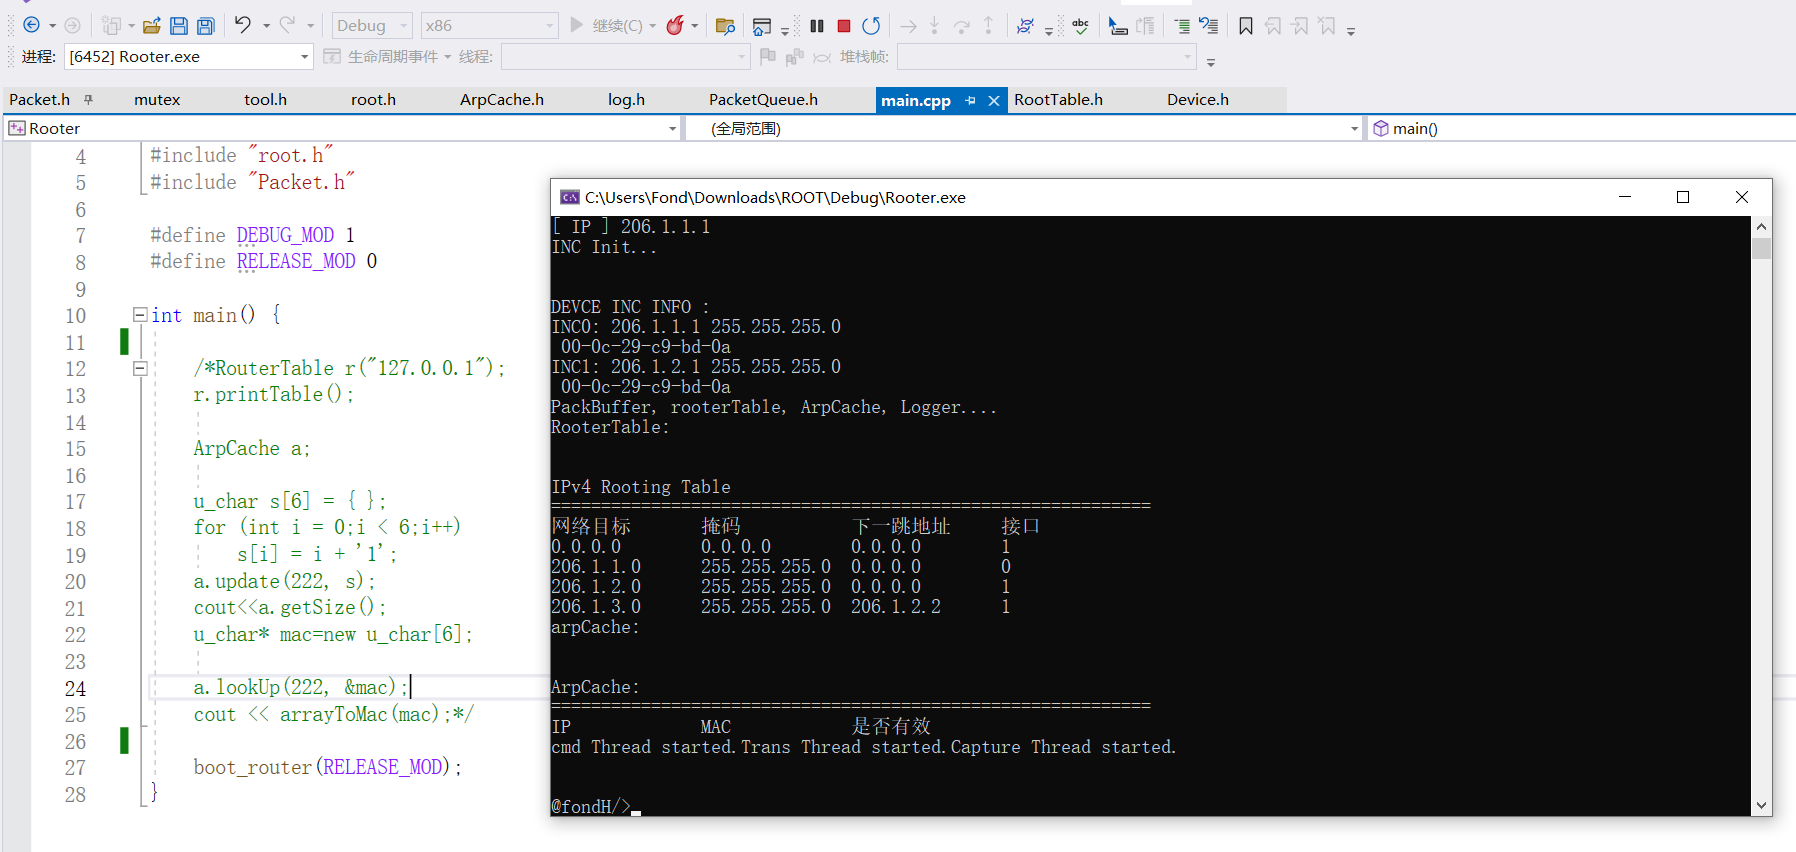 Debug x86 继续(C)
进程: [6452] Rooter.exe 生命周期事件 线程: 堆栈帧:
Packet.h mutex tool.h root.h ArpCache.h log.h PacketQueue.h main.cpp RootTable.h Device.h
Rooter (全局范围) main()
4 #include "root.h"
5 #include "Packet.h"
6
7 #define DEBUG_MOD 1
8 #define RELEASE_MOD 0
9
10 int main() {
11
12 /*RouterTable r("127.0.0.1");
13 r.printTable();
14
15 ArpCache a;
16
17 u_char s[6] = { };
18 for (int i = 0;i < 6;i++)
19 s[i] = i + '1';
20 a.update(222, s);
21 cout<<a.getSize();
22 u_char* mac=new u_char[6];
23
24 a.lookUp(222, &mac);
25 cout << arrayToMac(mac);*/
26
27 boot_router(RELEASE_MOD);
28 }
C:\Users\Fond\Downloads\ROOT\Debug\Rooter.exe
[ IP ] 206.1.1.1
INC Init...
DEVCE INC INFO :
INC0: 206.1.1.1 255.255.255.0
00-0c-29-c9-bd-0a
INC1: 206.1.2.1 255.255.255.0
00-0c-29-c9-bd-0a
PackBuffer, rooterTable, ArpCache, Logger....
RooterTable:
IPv4 Rooting Table
============================================================
网络目标 掩码 下一跳地址 接口
0.0.0.0 0.0.0.0 0.0.0.0 1
206.1.1.0 255.255.255.0 0.0.0.0 0
206.1.2.0 255.255.255.0 0.0.0.0 1
206.1.3.0 255.255.255.0 206.1.2.2 1
arpCache:
ArpCache:
============================================================
IP MAC 是否有效
cmd Thread started.Trans Thread started.Capture Thread started.
@fondH/>